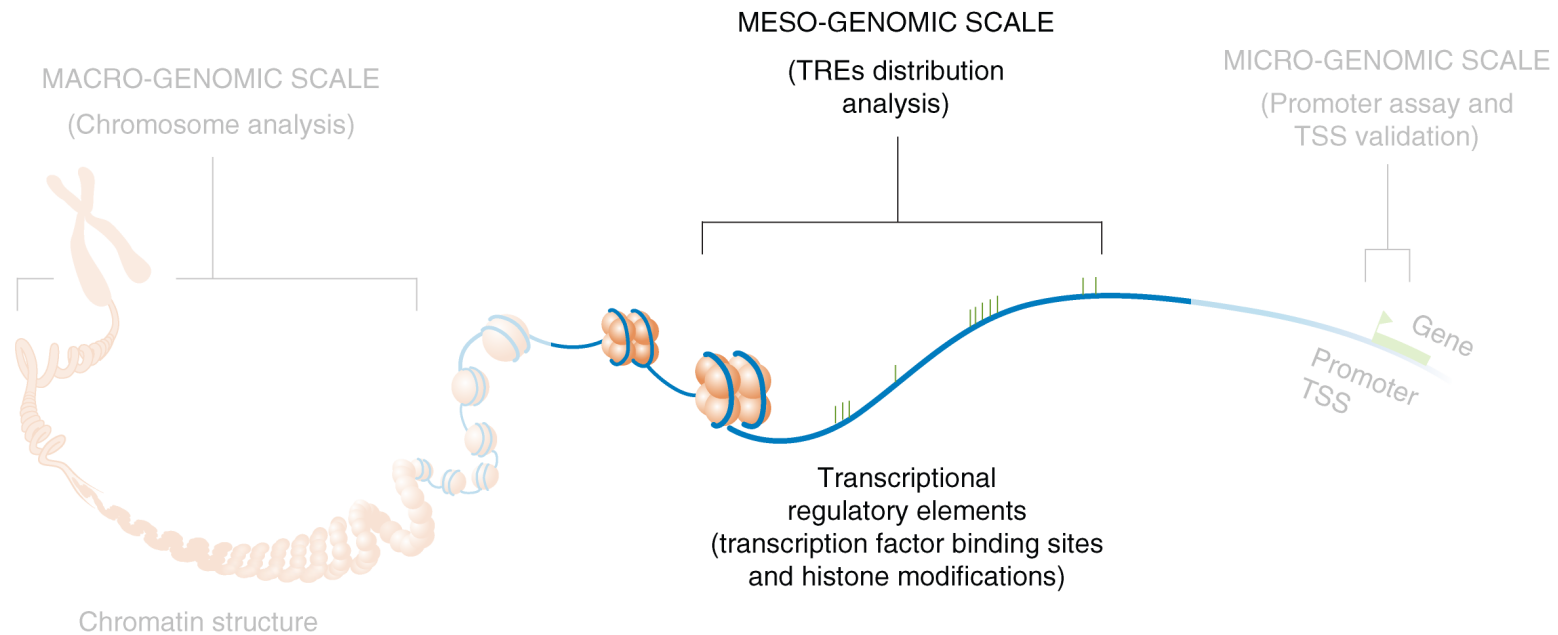 MESO-GENOMIC SCALE
(TREs distribution
analysis)
MACRO-GENOMIC SCALE
(Chromosome analysis)
MICRO-GENOMIC SCALE
(Promoter assay and
TSS validation)
Gene
Promoter
TSS
Transcriptional
regulatory elements
(transcription factor binding sites
and histone modifications)
Chromatin structure